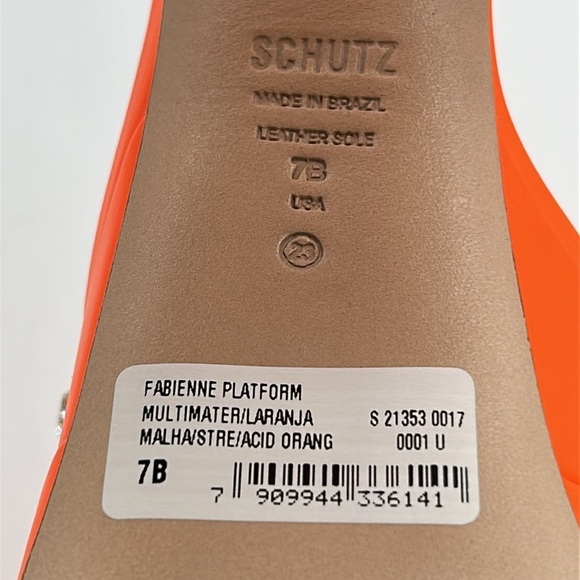 SCHUTZ
MADE IN BRAZIL
LEATHER SOLE
7B
USA
23
FABIENNE PLATFORM
MULTIMATER/LARANJA S 21353 0017
MALHA/STRE/ACID ORANG 0001 U
7B
7 909944 336141